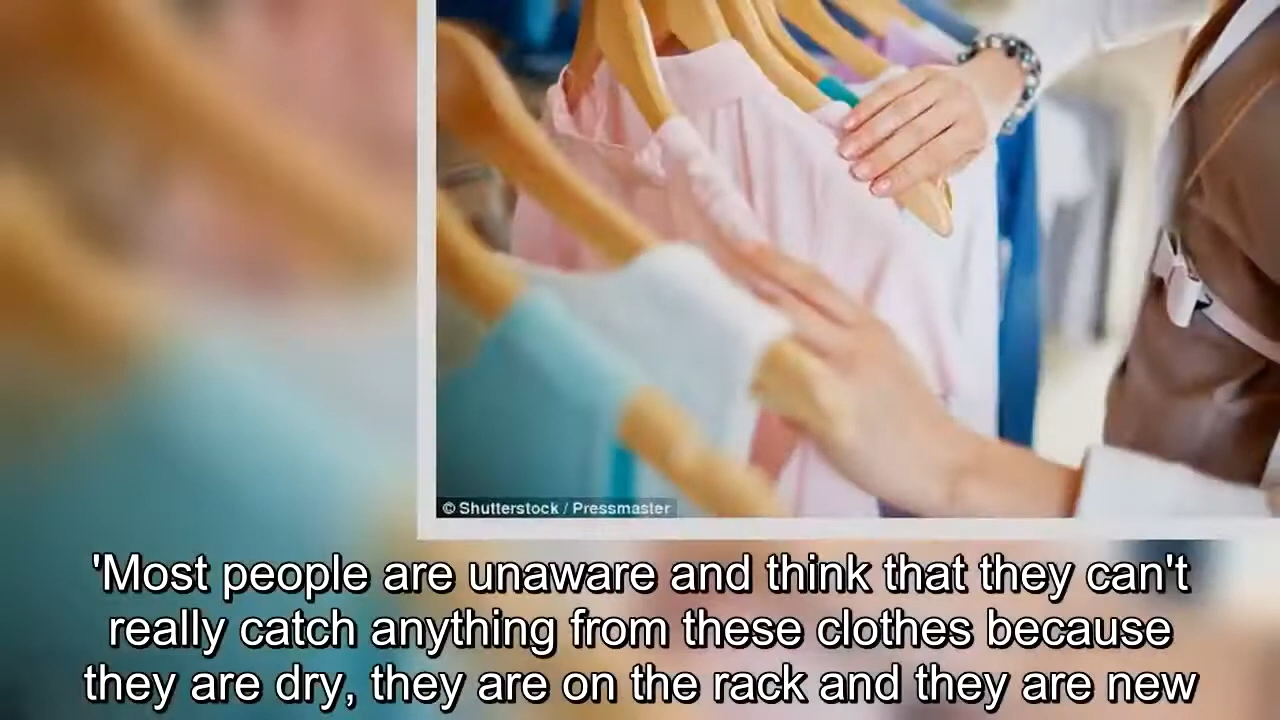 © Shutterstock / Pressmaster
'Most people are unaware and think that they can't
really catch anything from these clothes because
they are dry, they are on the rack and they are new